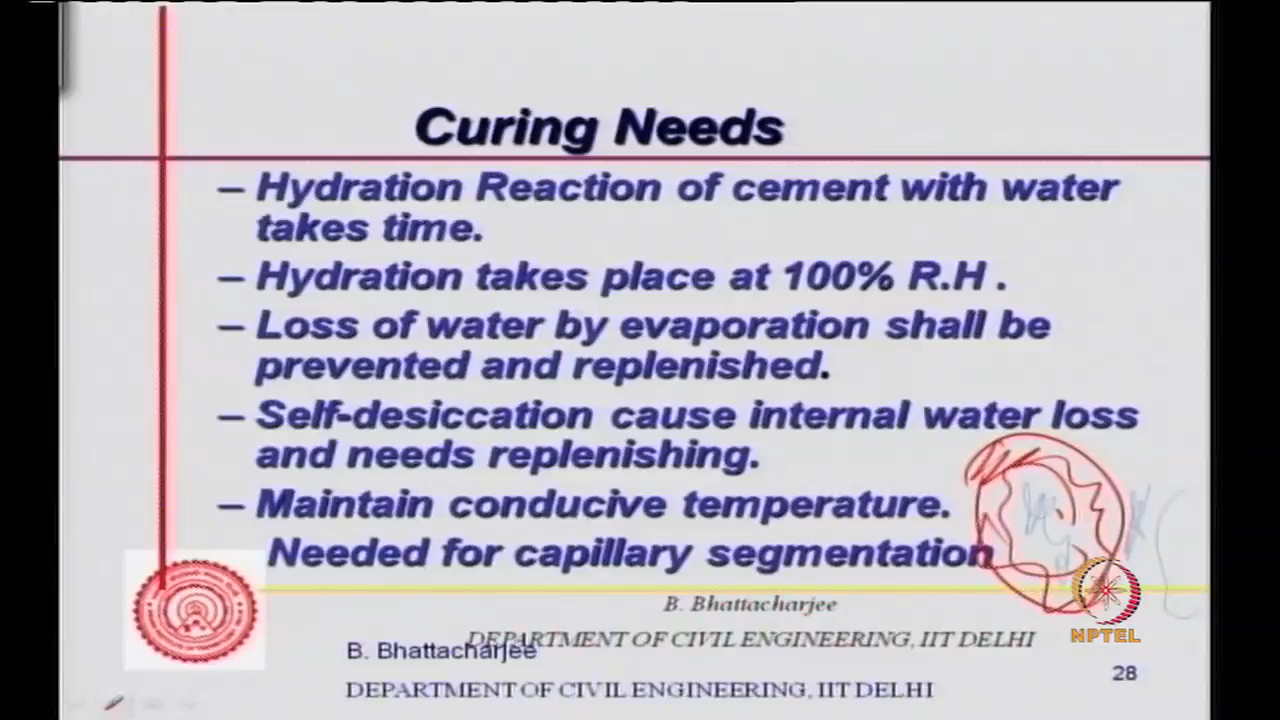 Curing Needs
– Hydration Reaction of cement with water
takes time.
– Hydration takes place at 100% R.H .
– Loss of water by evaporation shall be
prevented and replenished.
– Self-desiccation cause internal water loss
and needs replenishing.
– Maintain conducive temperature.
Needed for capillary segmentation
B. Bhattacharjee
DEPARTMENT OF CIVIL ENGINEERING, IIT DELHI
B. Bhattacharjee
DEPARTMENT OF CIVIL ENGINEERING, IIT DELHI
NPTEL
28